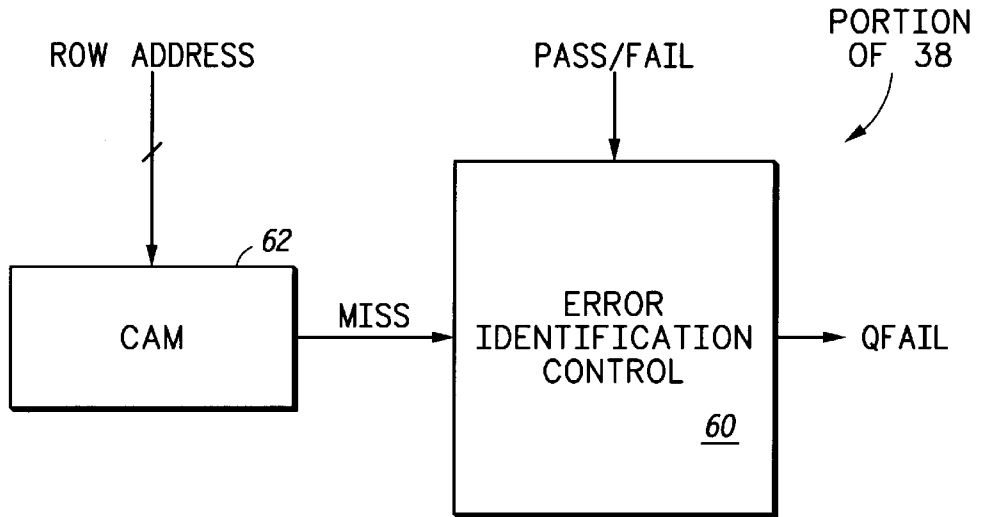 PORTION
OF 38
ROW ADDRESS
PASS/FAIL
62
CAM
MISS
ERROR
IDENTIFICATION
CONTROL
60
QFAIL